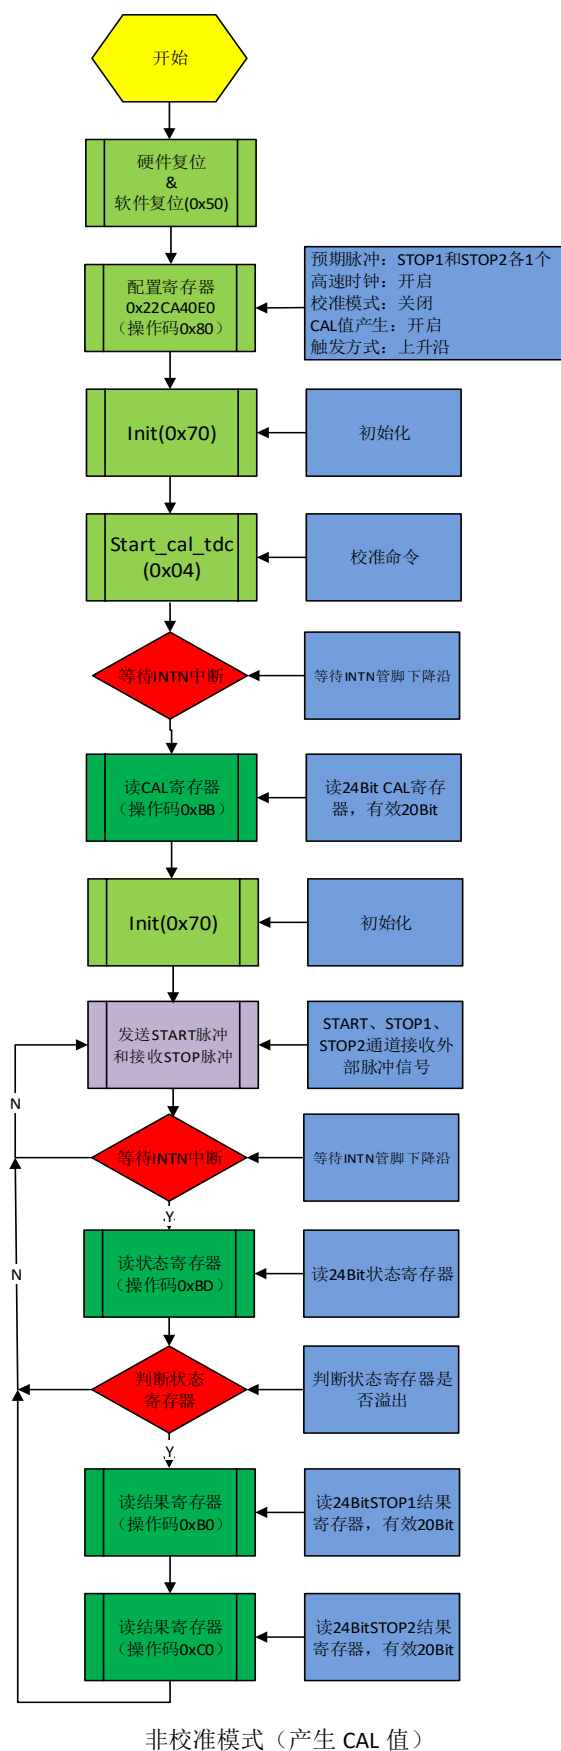 开始
硬件复位
&
软件复位(0x50)
配置寄存器
0x22CA40E0
（操作码0x80）
预期脉冲：STOP1和STOP2各1个
高速时钟：开启
校准模式：关闭
CAL值产生：开启
触发方式：上升沿
Init(0x70)
初始化
Start_cal_tdc
(0x04)
校准命令
等待INTN中断
等待INTN管脚下降沿
读CAL寄存器
（操作码0xBB）
读24Bit CAL寄存
器，有效20Bit
Init(0x70)
初始化
发送START脉冲
和接收STOP脉冲
START、STOP1、
STOP2通道接收外
部脉冲信号
N
等待INTN中断
等待INTN管脚下降沿
Y
读状态寄存器
（操作码0xBD）
读24Bit状态寄存器
N
判断状态
寄存器
判断状态寄存器是
否溢出
Y
读结果寄存器
（操作码0xB0）
读24BitSTOP1结果
寄存器，有效20Bit
读结果寄存器
（操作码0xC0）
读24BitSTOP2结果
寄存器，有效20Bit
非校准模式（产生 CAL 值）